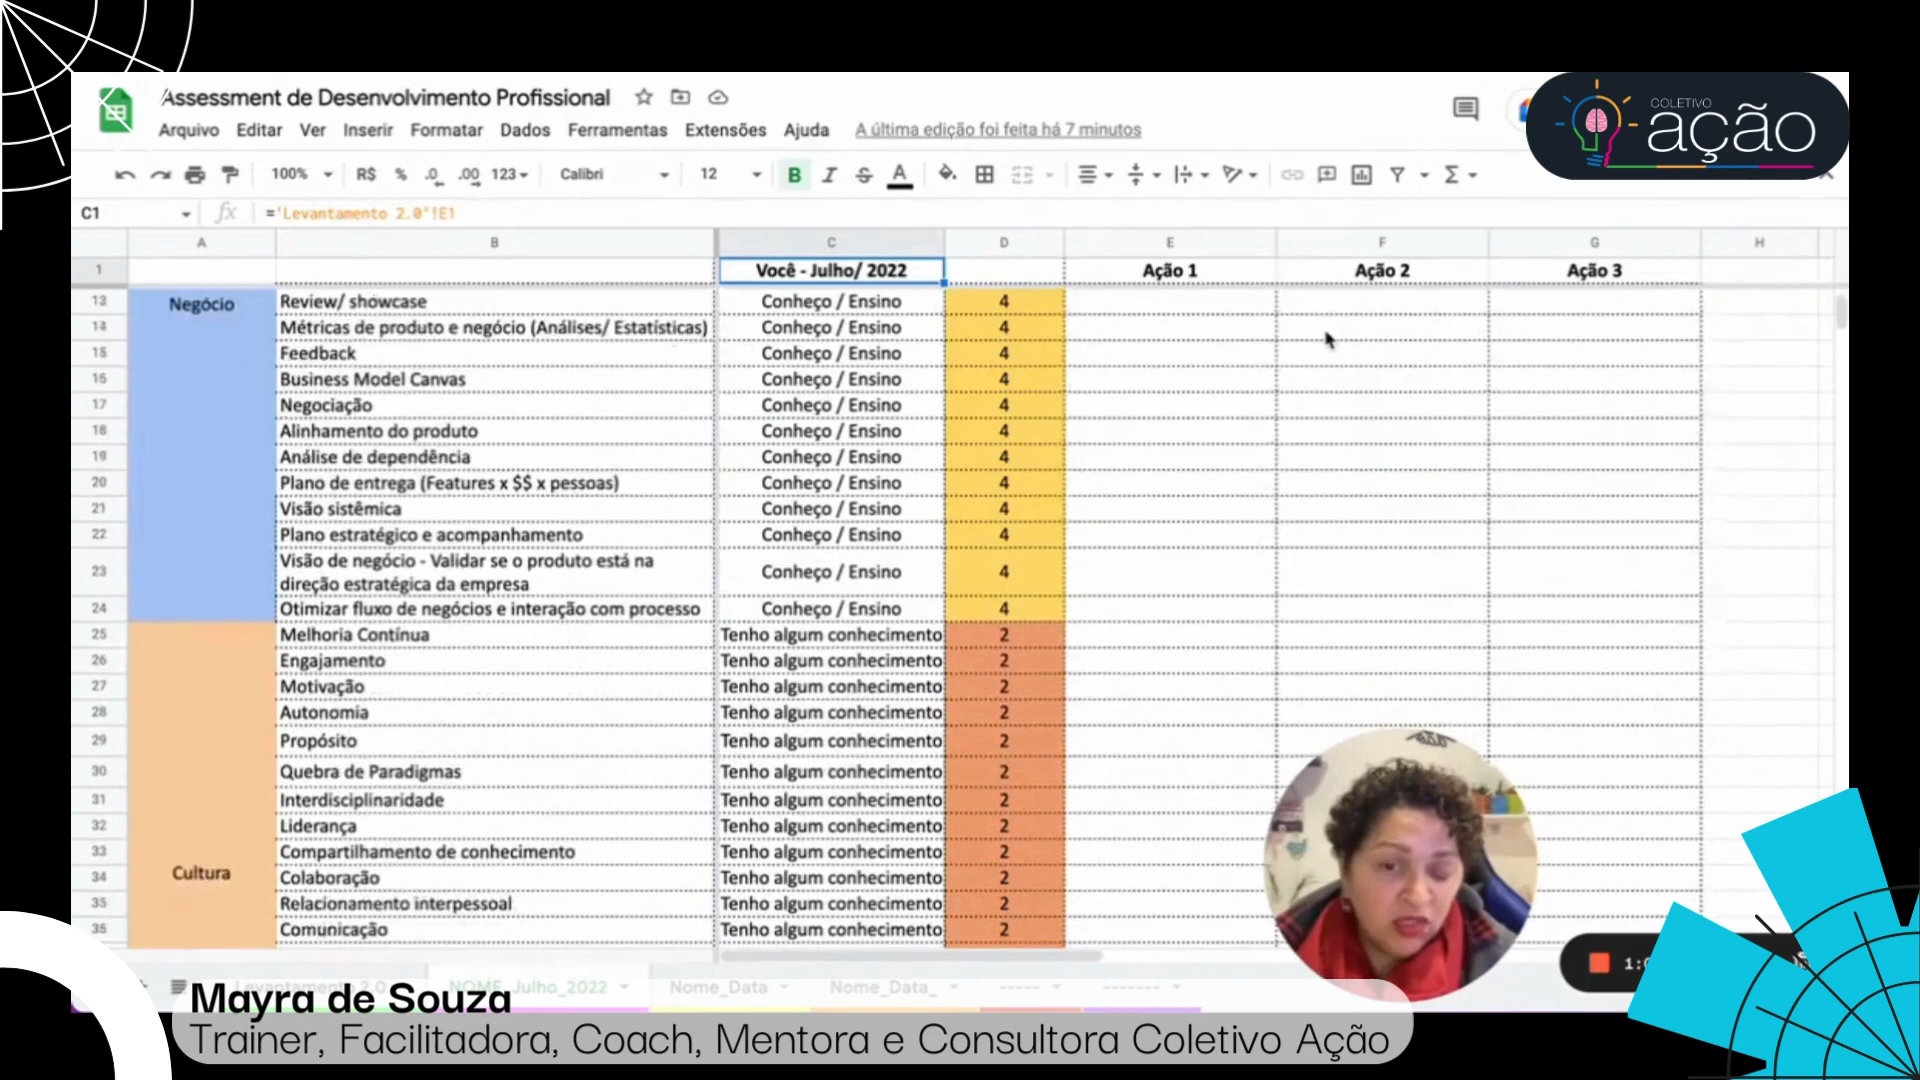 Assessment de Desenvolvimento Profissional
Arquivo Editar Ver Inserir Formatar Dados Ferramentas Extensões Ajuda A última edição foi feita há 7 minutos
COLETIVO
ação
100% R$ % .0 .00 123 Calibri 12 B I S A Σ
C1 fx ='Levantamento 2.0'!E1
A B C D E F G H
1 Você - Julho/ 2022 Ação 1 Ação 2 Ação 3
13 Negócio Review/ showcase Conheço / Ensino 4
14 Métricas de produto e negócio (Análises/ Estatísticas) Conheço / Ensino 4
15 Feedback Conheço / Ensino 4
16 Business Model Canvas Conheço / Ensino 4
17 Negociação Conheço / Ensino 4
18 Alinhamento do produto Conheço / Ensino 4
19 Análise de dependência Conheço / Ensino 4
20 Plano de entrega (Features x $$ x pessoas) Conheço / Ensino 4
21 Visão sistêmica Conheço / Ensino 4
22 Plano estratégico e acompanhamento Conheço / Ensino 4
23 Visão de negócio - Validar se o produto está na
direção estratégica da empresa Conheço / Ensino 4
24 Otimizar fluxo de negócios e interação com processo Conheço / Ensino 4
25 Melhoria Contínua Tenho algum conhecimento 2
26 Engajamento Tenho algum conhecimento 2
27 Motivação Tenho algum conhecimento 2
28 Autonomia Tenho algum conhecimento 2
29 Propósito Tenho algum conhecimento 2
30 Quebra de Paradigmas Tenho algum conhecimento 2
31 Interdisciplinaridade Tenho algum conhecimento 2
32 Liderança Tenho algum conhecimento 2
33 Compartilhamento de conhecimento Tenho algum conhecimento 2
34 Cultura Colaboração Tenho algum conhecimento 2
35 Relacionamento interpessoal Tenho algum conhecimento 2
36 Comunicação Tenho algum conhecimento 2
Levantamento 2.0 NOME_Julho_2022 Nome_Data Nome_Data_ ----- -------
Mayra de Souza
Trainer, Facilitadora, Coach, Mentora e Consultora Coletivo Ação